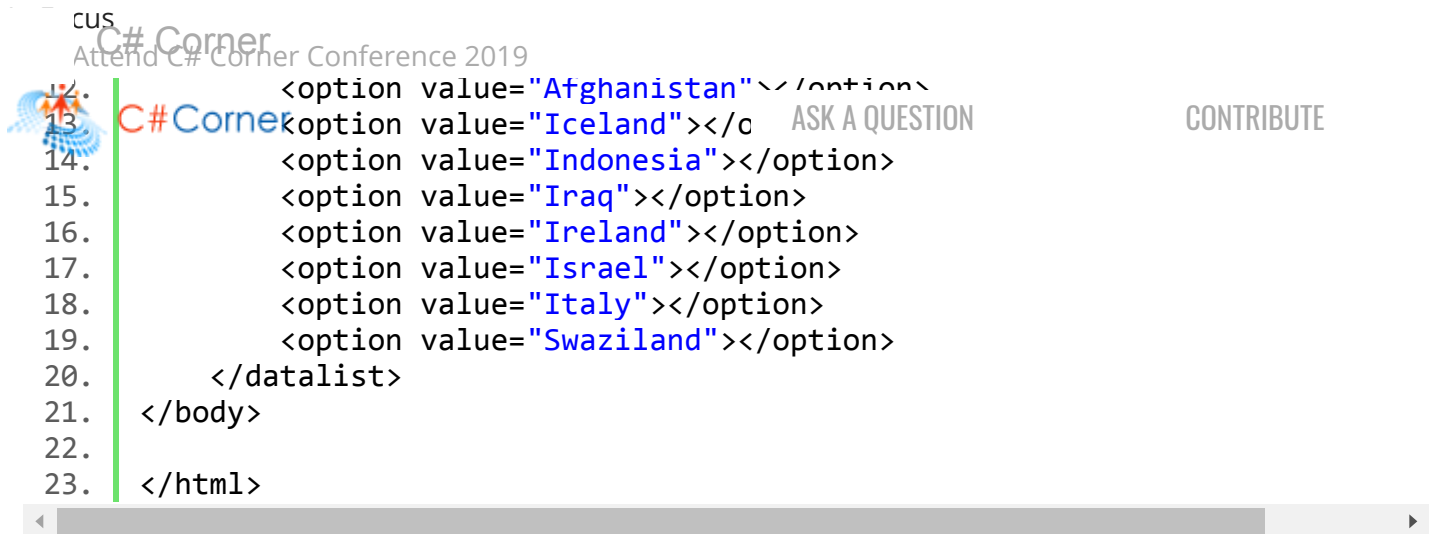 cus
C# Corner
Attend C# Corner Conference 2019
12. <option value="Afghanistan"></option>
C#Corner
ASK A QUESTION
CONTRIBUTE
13. <option value="Iceland"></o
14. <option value="Indonesia"></option>
15. <option value="Iraq"></option>
16. <option value="Ireland"></option>
17. <option value="Israel"></option>
18. <option value="Italy"></option>
19. <option value="Swaziland"></option>
20. </datalist>
21. </body>
22.
23. </html>